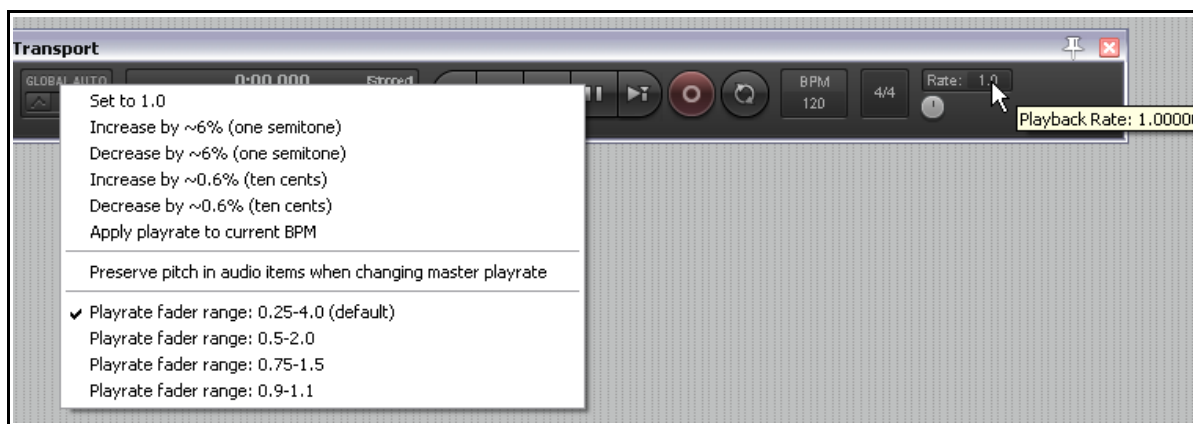 Transport
GLOBAL AUTO
0:00.000
Stopped
BPM
120
4/4
Rate: 1.0
Playback Rate: 1.0000
Set to 1.0
Increase by ~6% (one semitone)
Decrease by ~6% (one semitone)
Increase by ~0.6% (ten cents)
Decrease by ~0.6% (ten cents)
Apply playrate to current BPM
Preserve pitch in audio items when changing master playrate
Playrate fader range: 0.25-4.0 (default)
Playrate fader range: 0.5-2.0
Playrate fader range: 0.75-1.5
Playrate fader range: 0.9-1.1